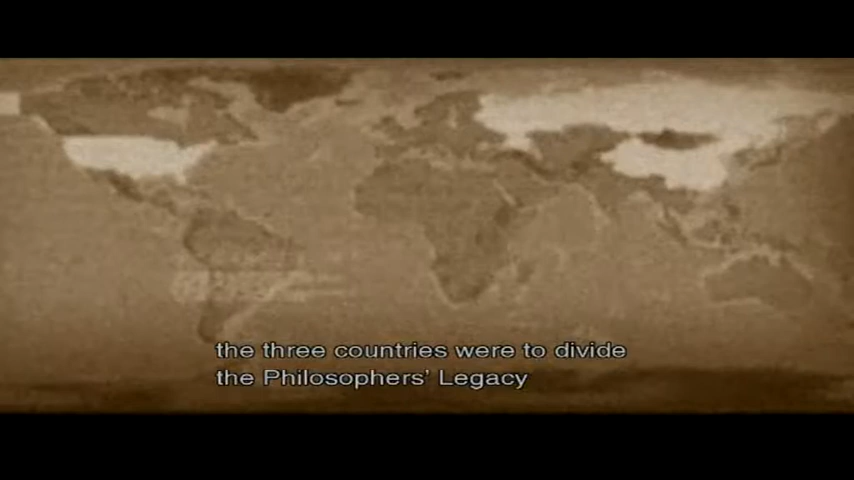 the three countries were to divide
the Philosophers' Legacy